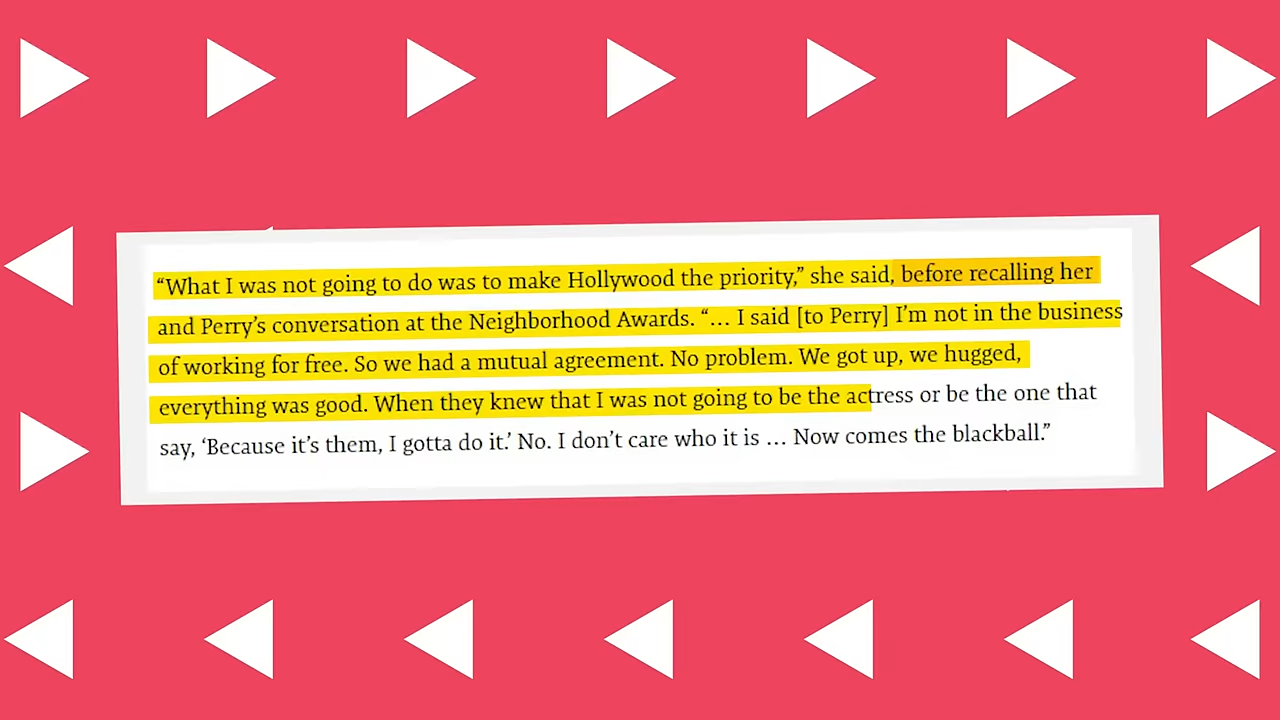 “What I was not going to do was to make Hollywood the priority,” she said, before recalling her
and Perry’s conversation at the Neighborhood Awards. “… I said [to Perry] I’m not in the business
of working for free. So we had a mutual agreement. No problem. We got up, we hugged,
everything was good. When they knew that I was not going to be the actress or be the one that
say, ‘Because it’s them, I gotta do it.’ No. I don’t care who it is … Now comes the blackball.”